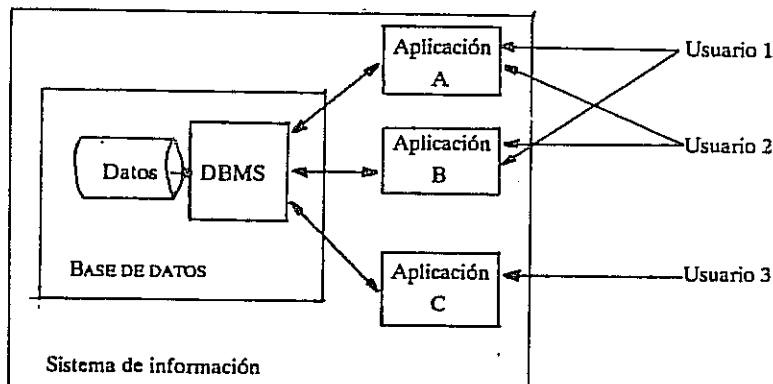 Aplicación
A
Usuario 1
Datos
DBMS
Aplicación
B
Usuario 2
BASE DE DATOS
Aplicación
C
Usuario 3
Sistema de información